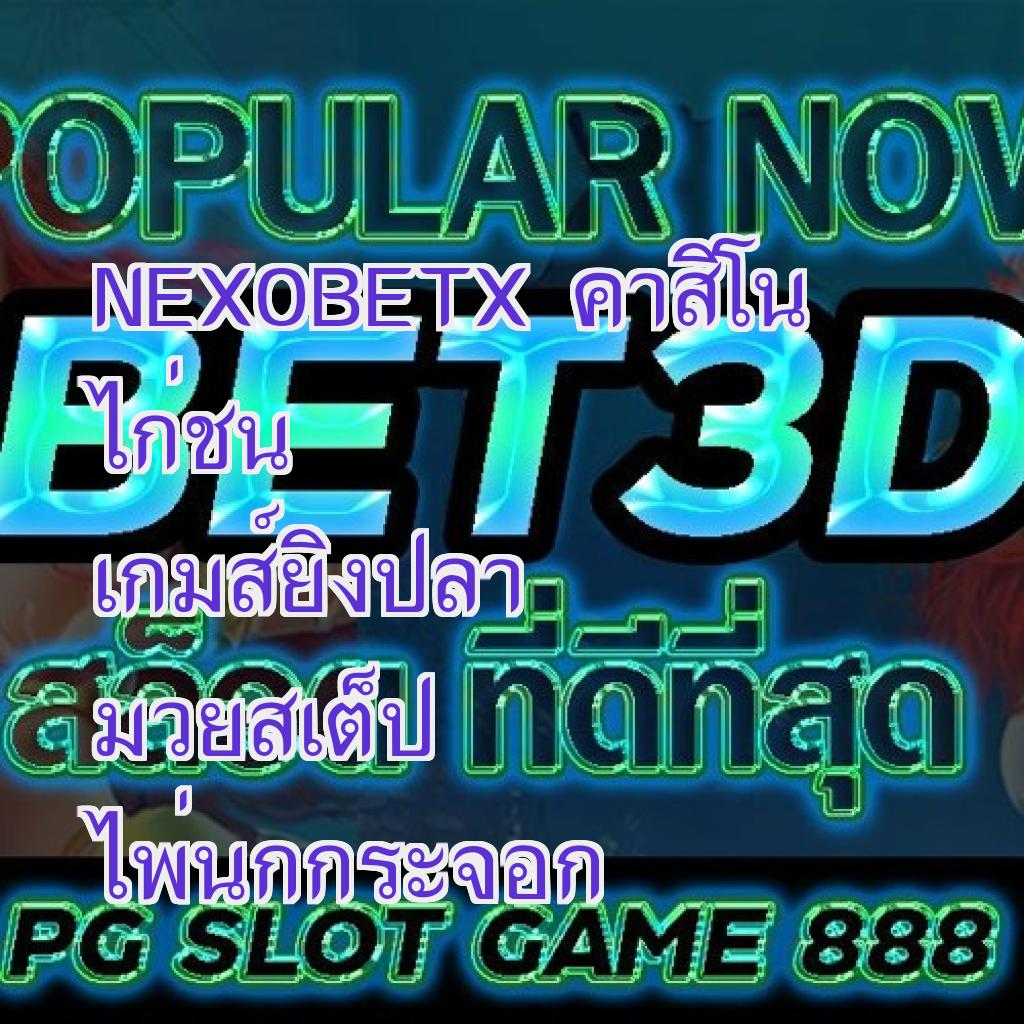 POPULAR NOW
NEXOBETX คาสิโน
BET3D
ไก่ชน
เกมส์ยิงปลา
สล็อต ที่ดีที่สุด
มวยสเต็ป
ไพ่นกกระจอก
PG SLOT GAME 888